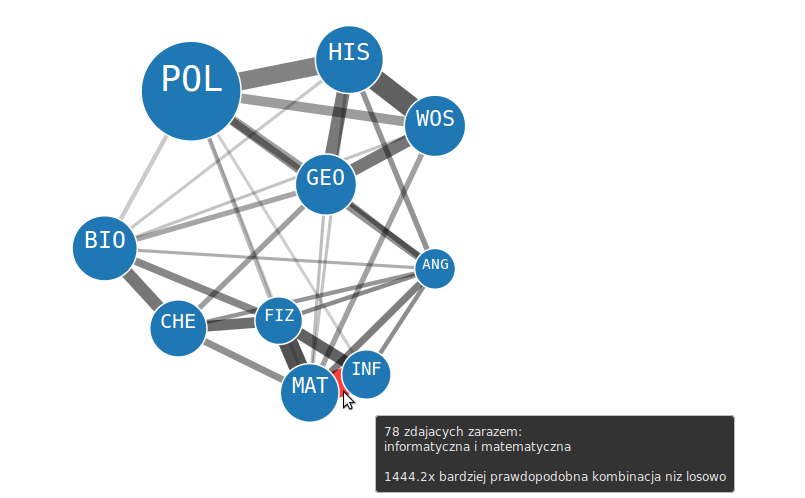 HIS
POL
WOS
GEO
BIO
ANG
FIZ
CHE
INF
MAT
78 zdajacych zarazem:
informatyczna i matematyczna
1444.2x bardziej prawdopodobna kombinacja niz losowo